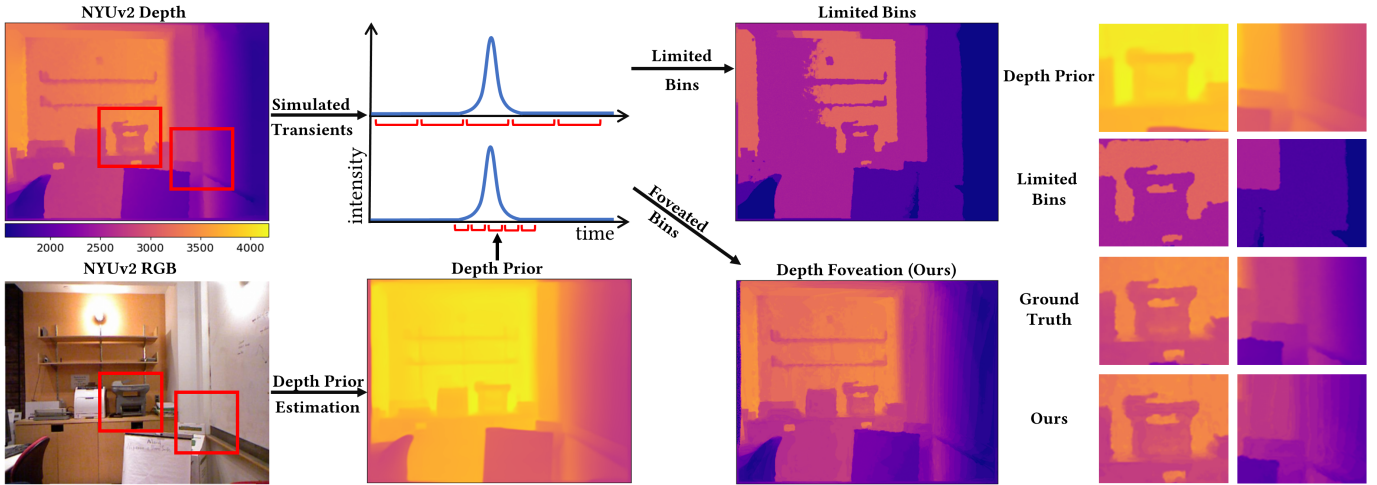 NYUv2 Depth
2000 2500 3000 3500 4000
NYUv2 RGB
Simulated
Transients
intensity
time
Depth Prior
Depth Prior
Estimation
Limited
Bins
Foveated
Bins
Limited Bins
Depth Foveation (Ours)
Depth Prior
Limited
Bins
Ground
Truth
Ours